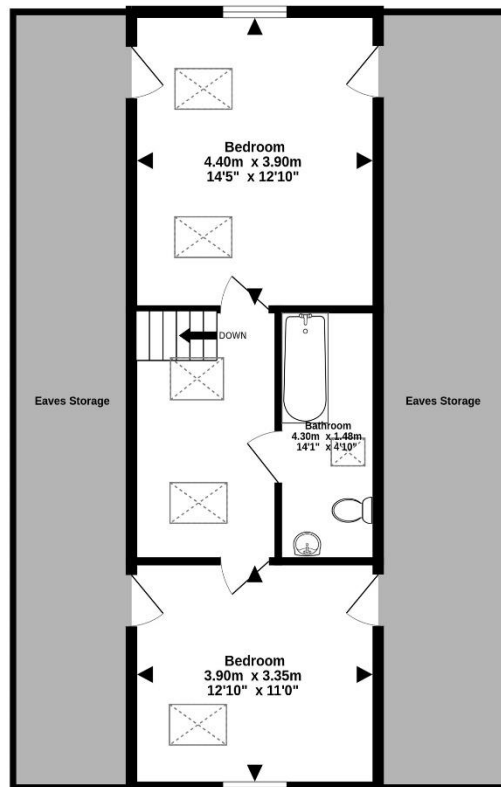 Bedroom
4.40m x 3.90m
14'5" x 12'10"
DOWN
Eaves Storage
Eaves Storage
Bathroom
4.30m x 1.48m
14'1" x 4'10"
Bedroom
3.90m x 3.35m
12'10" x 11'0"